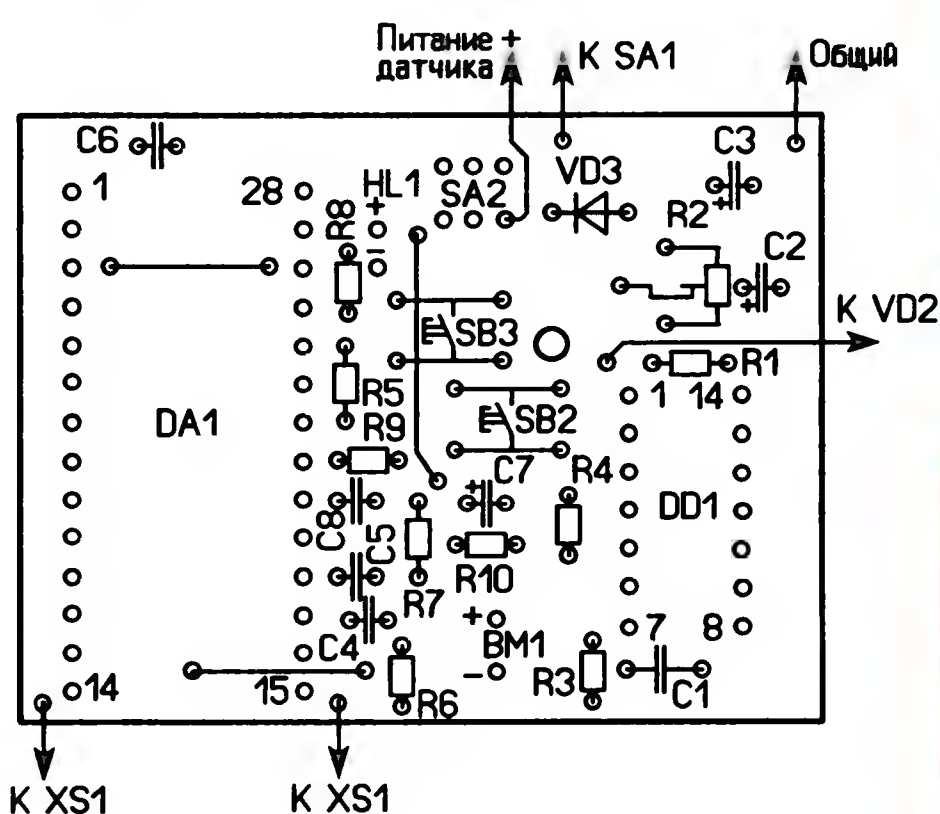 Питание +
датчика
К SA1
Общий
C6
C3
1
28
HL1
+
-
SA2
VD3
R8
R2
+
C2
+
К VD2
SB3
R1
R5
1
14
DA1
R9
SB2
C7
+
R4
C8
C5
DD1
R7
R10
+
BM1
-
C4
7
8
14
15
R6
R3
C1
К XS1
К XS1